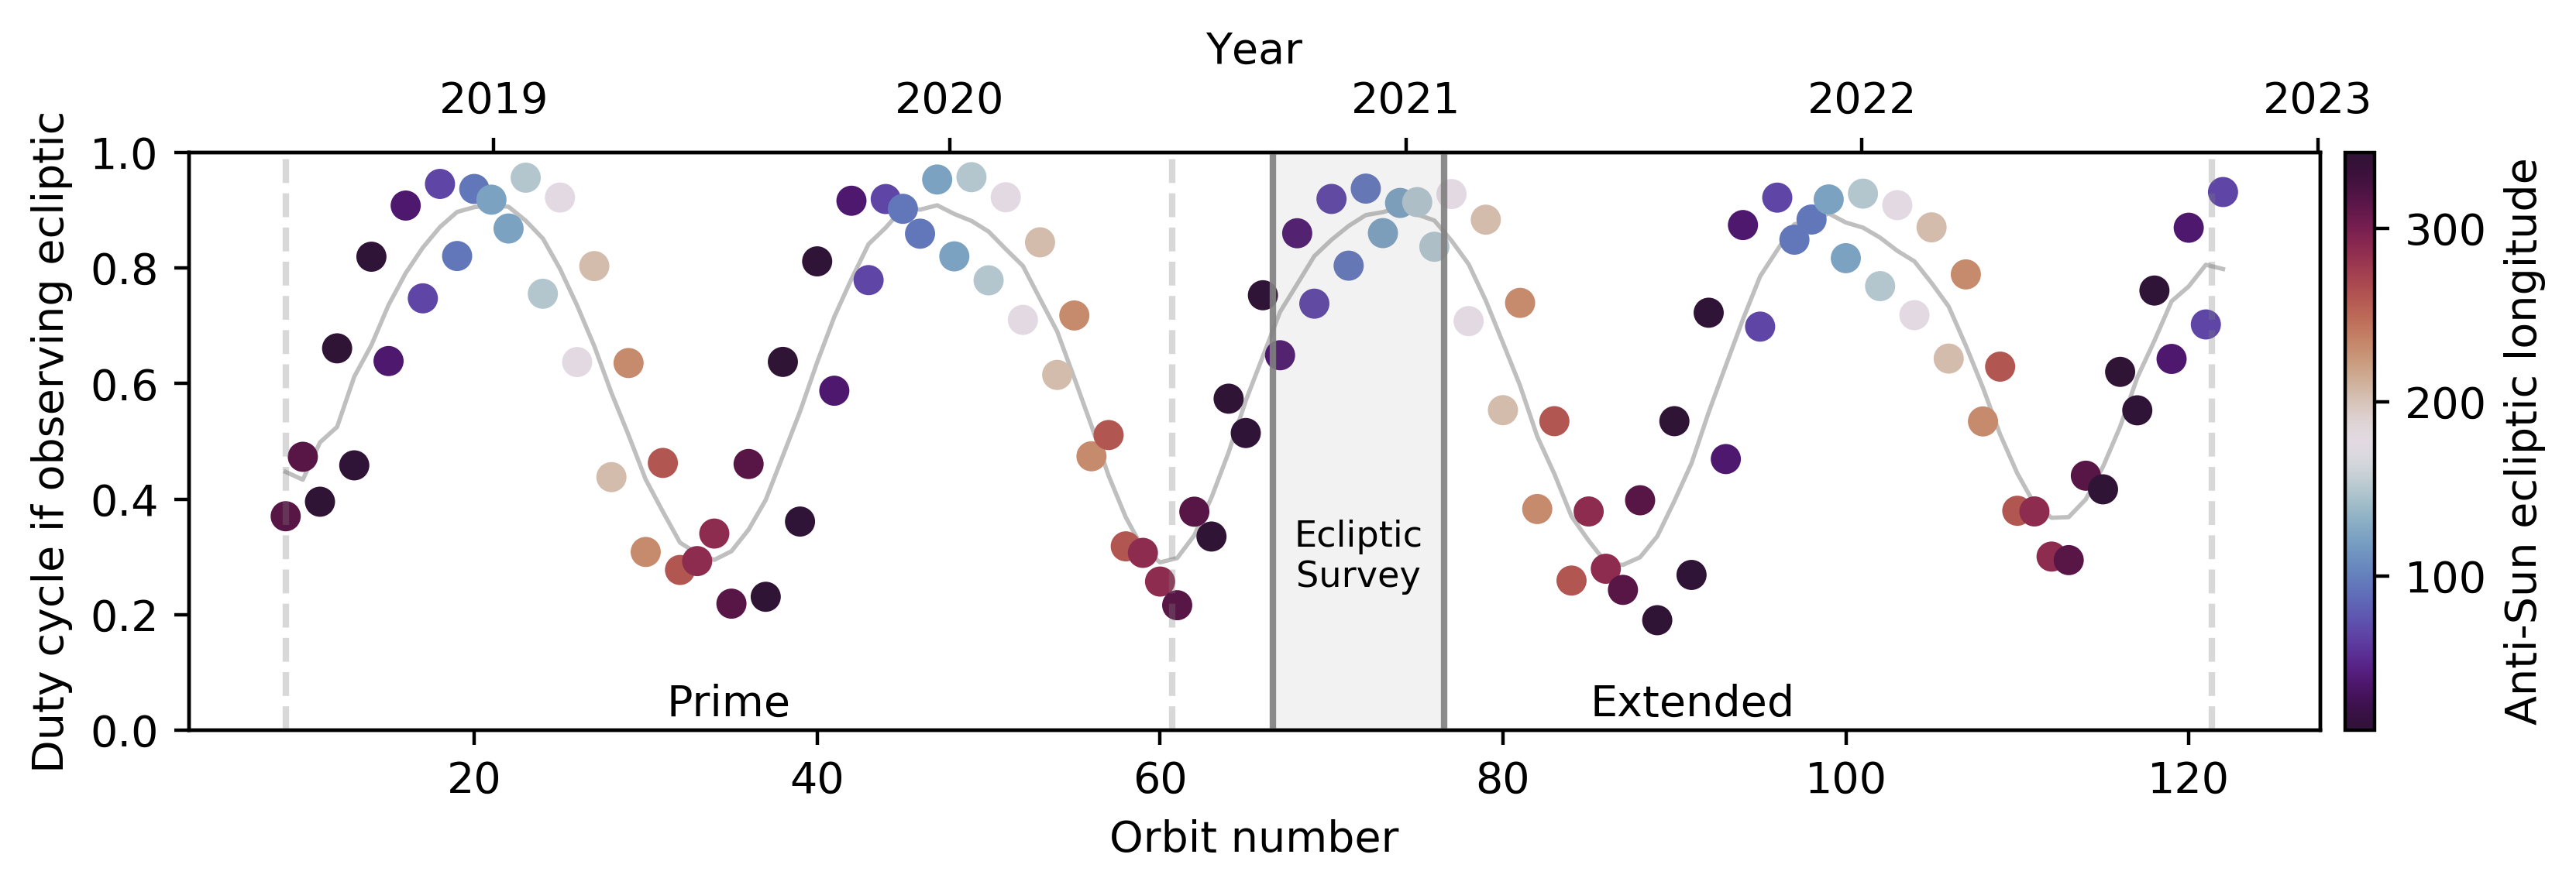 Year
2019 2020 2021 2022 2023
Duty cycle if observing ecliptic
1.0
0.8
0.6
0.4
0.2
0.0
Ecliptic
Survey
Prime
Extended
20 40 60 80 100 120
Orbit number
300
200
100
Anti-Sun ecliptic longitude